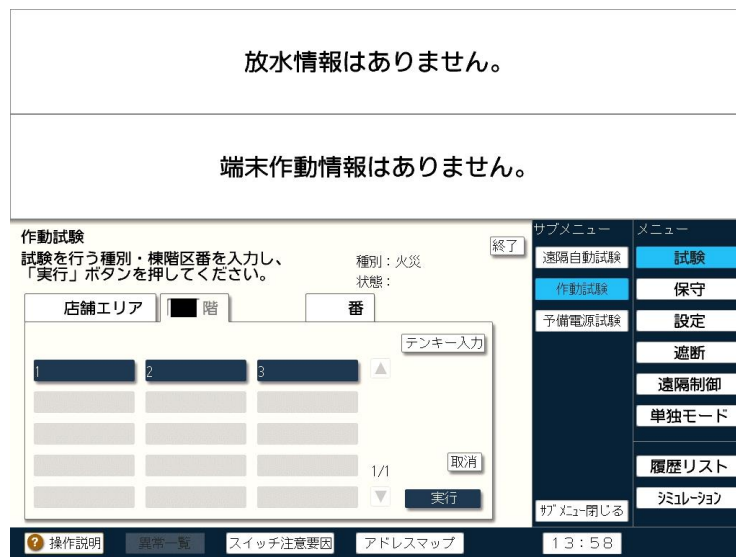 放水情報はありません。
端末作動情報はありません。
作動試験
試験を行う種別・棟階区番を入力し、
「実行」ボタンを押してください。
種別：火災
状態：
終了
店舗エリア
階
番
テンキー入力
1
2
3
▲
1/1
▼
取消
実行
サブメニュー
遠隔自動試験
作動試験
予備電源試験
ｻﾌﾞﾒﾆｭｰ閉じる
メニュー
試験
保守
設定
遮断
遠隔制御
単独モード
履歴リスト
ｼﾐｭﾚｰｼｮﾝ
? 操作説明
異常一覧
スイッチ注意要因
アドレスマップ
13:58